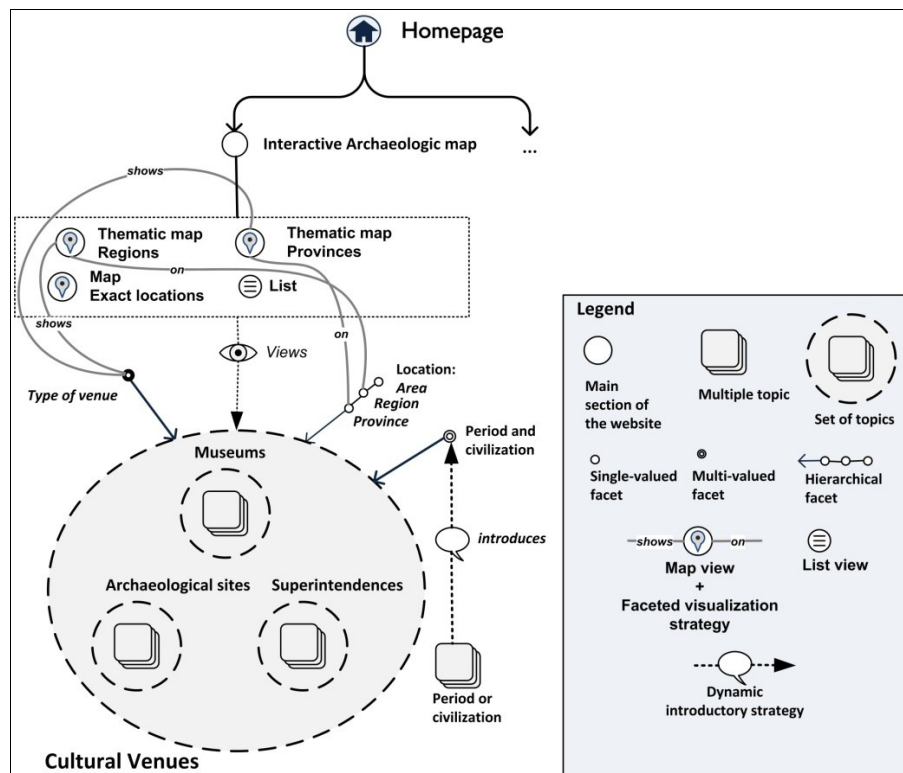 Homepage
Interactive Archaeologic map
...
shows
Thematic map
Regions
Thematic map
Provinces
on
Map
Exact locations
List
shows
on
Views
Type of venue
Location:
Area
Region
Province
Period and
civilization
Museums
introduces
Archaeological sites
Superintendences
Period or
civilization
Cultural Venues
Legend
Main
section of
the website
Multiple topic
Set of topics
Single-valued
facet
Multi-valued
facet
Hierarchical
facet
shows
on
Map view
+
Faceted visualization
strategy
List view
Dynamic
introductory strategy